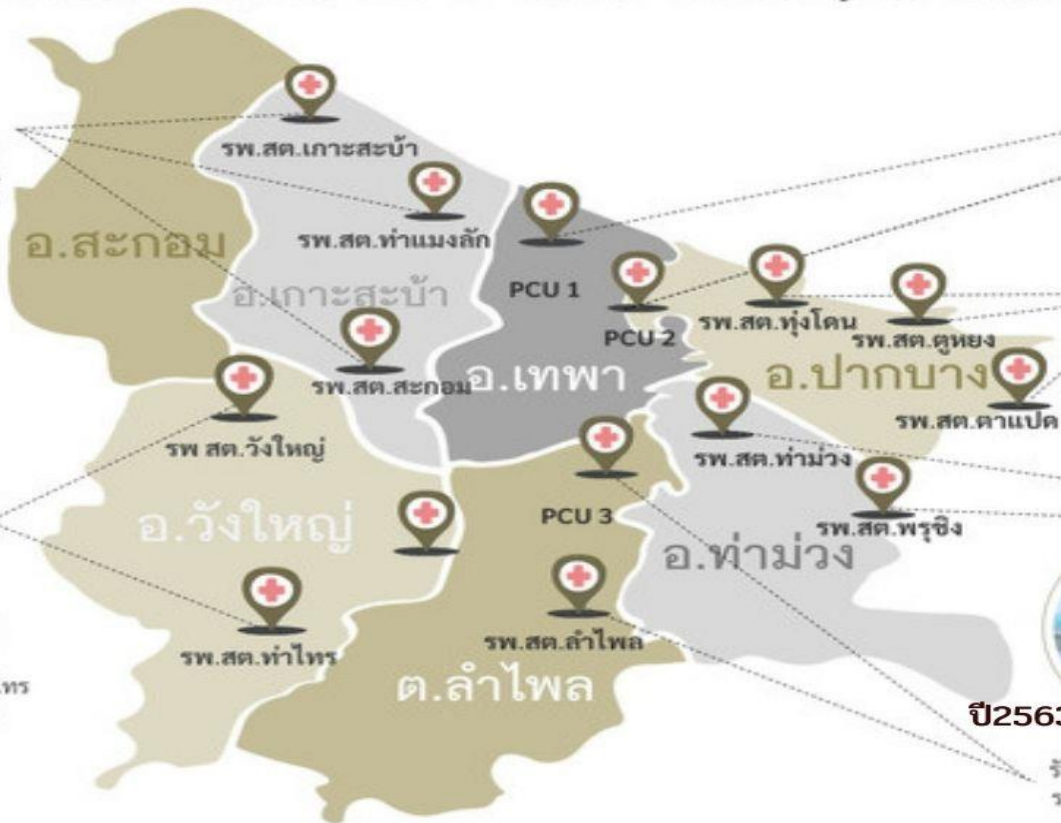 รพ.สต.เกาะสะบ้า
รพ.สต.ท่าแมงลัก
อ.สะกอม
อ.เกาะสะบ้า
PCU 1
PCU 2
รพ.สต.ทุ่งโดน
รพ.สต.ตูหยง
รพ.สต.สะกอม
อ.เทพา
อ.ปากบาง
รพ.สต.ตาแปด
รพ สต.วังใหญ่
รพ.สต.ท่าม่วง
อ.วังใหญ่
PCU 3
รพ.สต.พรุชิง
อ.ท่าม่วง
รพ.สต.ท่าไทร
รพ.สต.ลำไพล
ต.ลำไพล
ปี2563